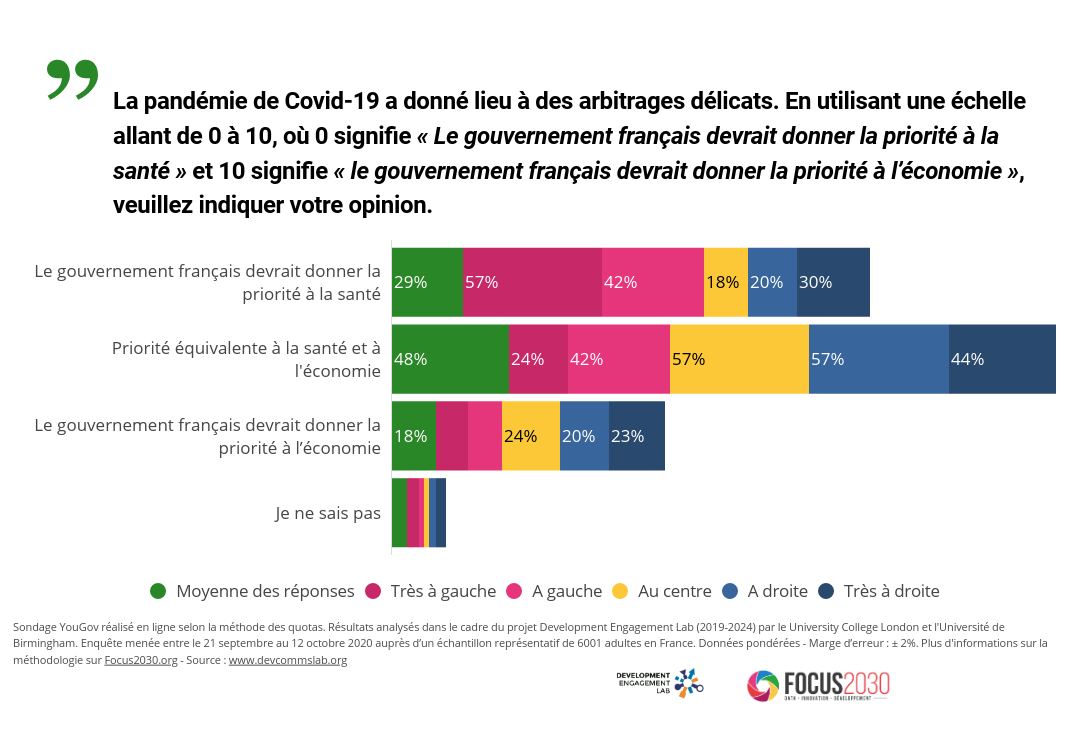 ”
La pandémie de Covid-19 a donné lieu à des arbitrages délicats. En utilisant une échelle
allant de 0 à 10, où 0 signifie « Le gouvernement français devrait donner la priorité à la
santé » et 10 signifie « le gouvernement français devrait donner la priorité à l’économie »,
veuillez indiquer votre opinion.
Le gouvernement français devrait donner la
priorité à la santé
29% 57% 42% 18% 20% 30%
Priorité équivalente à la santé et à
l'économie
48% 24% 42% 57% 57% 44%
Le gouvernement français devrait donner la
priorité à l’économie
18% 24% 20% 23%
Je ne sais pas
Moyenne des réponses Très à gauche A gauche Au centre A droite Très à droite
Sondage YouGov réalisé en ligne selon la méthode des quotas. Résultats analysés dans le cadre du projet Development Engagement Lab (2019-2024) par le University College London et l'Université de
Birmingham. Enquête menée entre le 21 septembre au 12 octobre 2020 auprès d’un échantillon représentatif de 6001 adultes en France. Données pondérées - Marge d’erreur : ± 2%. Plus d'informations sur la
méthodologie sur Focus2030.org - Source : www.devcommslab.org
DEVELOPMENT
ENGAGEMENT
LAB
FOCUS2030
DATA • INNOVATION • DÉVELOPPEMENT